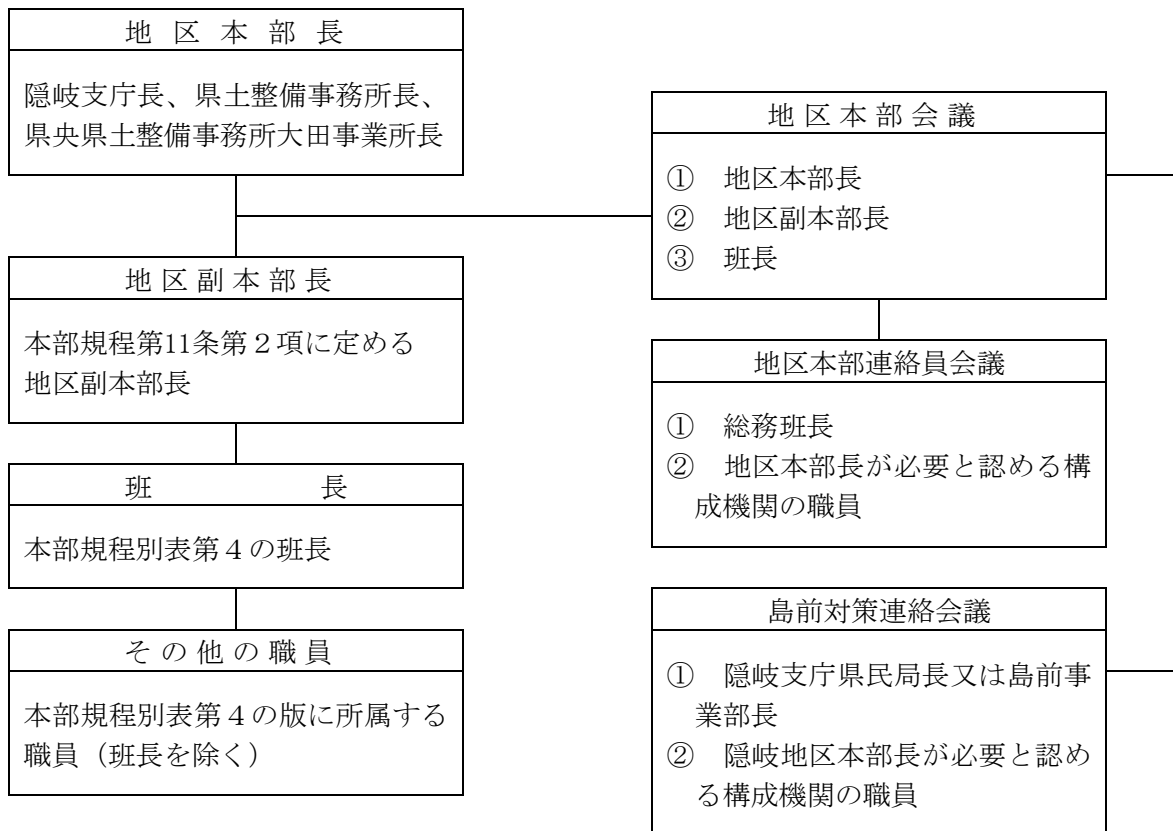 地 区 本 部 長
隠岐支庁長、県土整備事務所長、
県央県土整備事務所大田事業所長
地 区 副 本 部 長
本部規程第11条第２項に定める
地区副本部長
班　　　　　長
本部規程別表第４の班長
そ の 他 の 職 員
本部規程別表第４の版に所属する
職員（班長を除く）
地 区 本 部 会 議
①　地区本部長
②　地区副本部長
③　班長
地区本部連絡員会議
①　総務班長
②　地区本部長が必要と認める構
成機関の職員
島前対策連絡会議
①　隠岐支庁県民局長又は島前事
業部長
②　隠岐地区本部長が必要と認め
る構成機関の職員